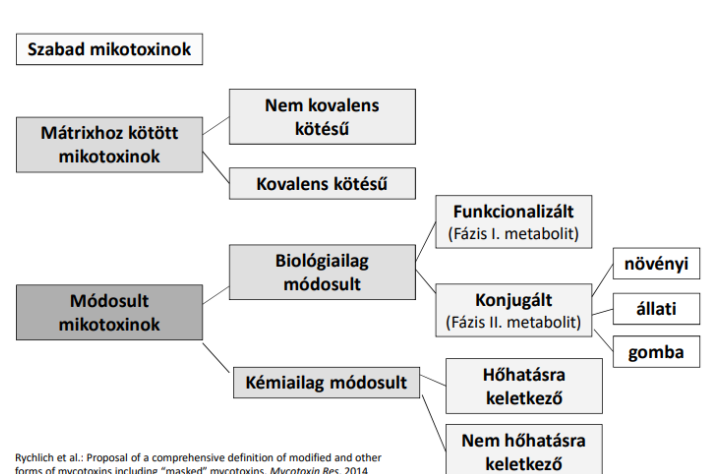 Szabad mikotoxinok
Mátrixhoz kötött
mikotoxinok
Nem kovalens
kötésű
Kovalens kötésű
Módosult
mikotoxinok
Biológiailag
módosult
Funkcionalizált
(Fázis I. metabolit)
Konjugált
(Fázis II. metabolit)
növényi
állati
gomba
Kémiailag módosult
Hőhatásra
keletkező
Nem hőhatásra
keletkező
Rychlich et al.: Proposal of a comprehensive definition of modified and other
forms of mycotoxins including “masked” mycotoxins. Mycotoxin Res. 2014